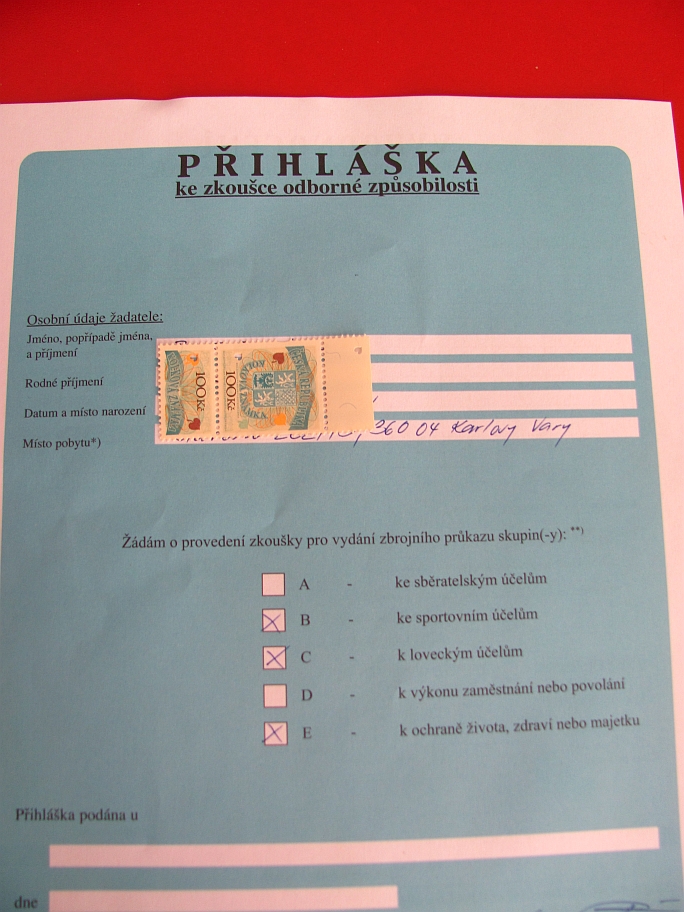 PŘIHLÁŠKA
ke zkoušce odborné způsobilosti
Osobní údaje žadatele:
Jméno, popřípadě jména,
a příjmení
Rodné příjmení
Datum a místo narození
Místo pobytu*)
100Kč
100Kč
360 04 Karlovy Vary
Žádám o provedení zkoušky pro vydání zbrojního průkazu skupin(-y): **)
A - ke sběratelským účelům
B - ke sportovním účelům
C - k loveckým účelům
D - k výkonu zaměstnání nebo povolání
E - k ochraně života, zdraví nebo majetku
Přihláška podána u
dne